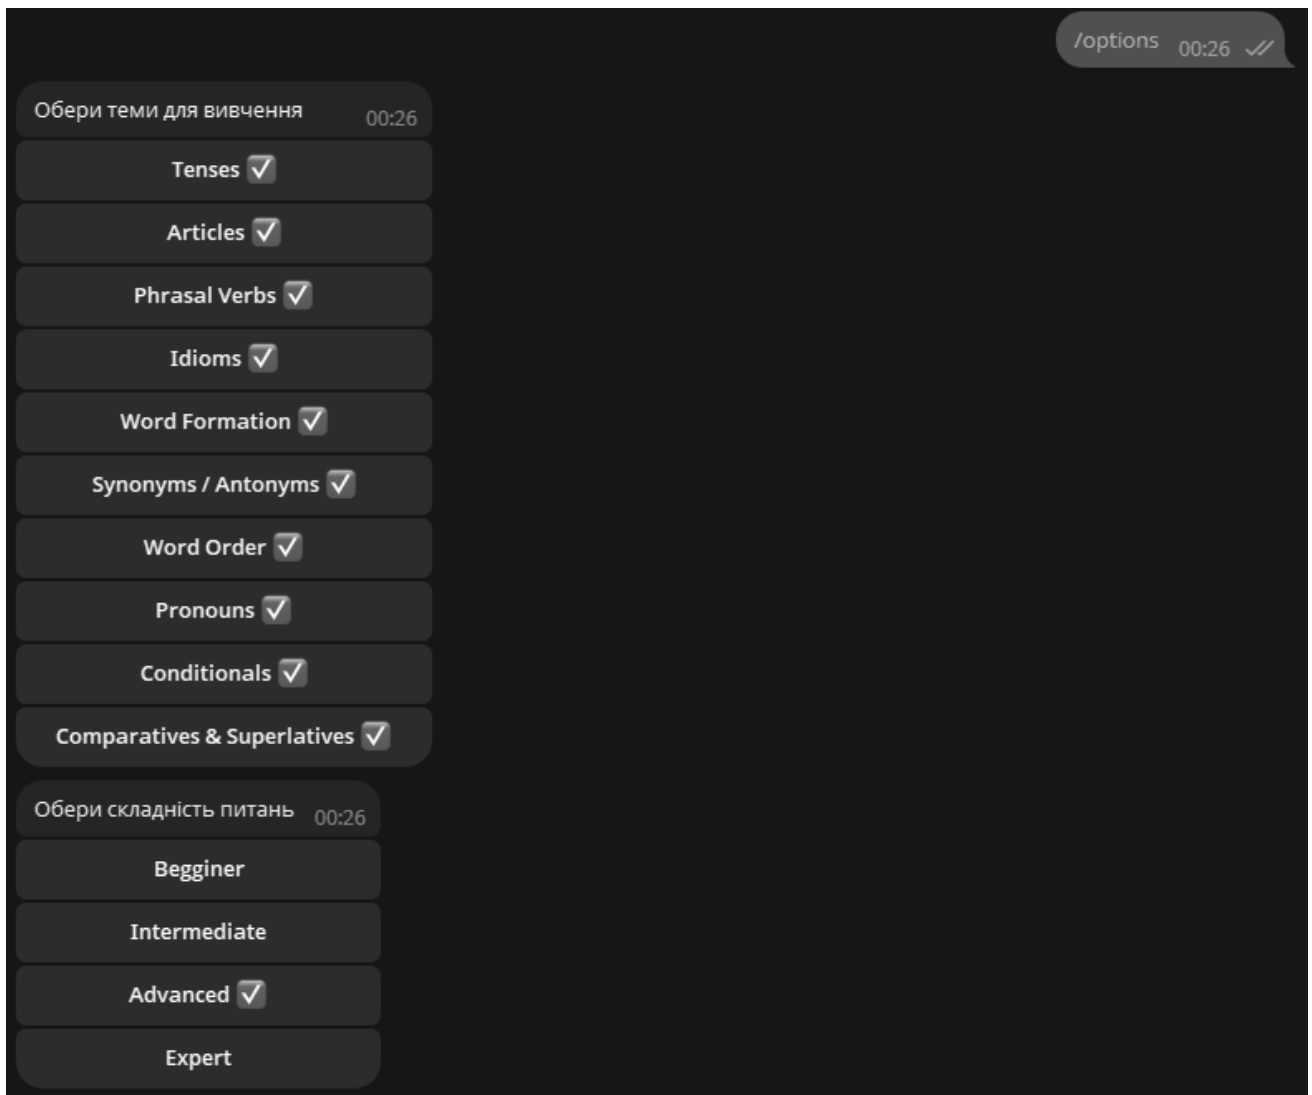 /options 00:26
Обери теми для вивчення 00:26
Tenses ✅
Articles ✅
Phrasal Verbs ✅
Idioms ✅
Word Formation ✅
Synonyms / Antonyms ✅
Word Order ✅
Pronouns ✅
Conditionals ✅
Comparatives & Superlatives ✅
Обери складність питань 00:26
Begginer
Intermediate
Advanced ✅
Expert